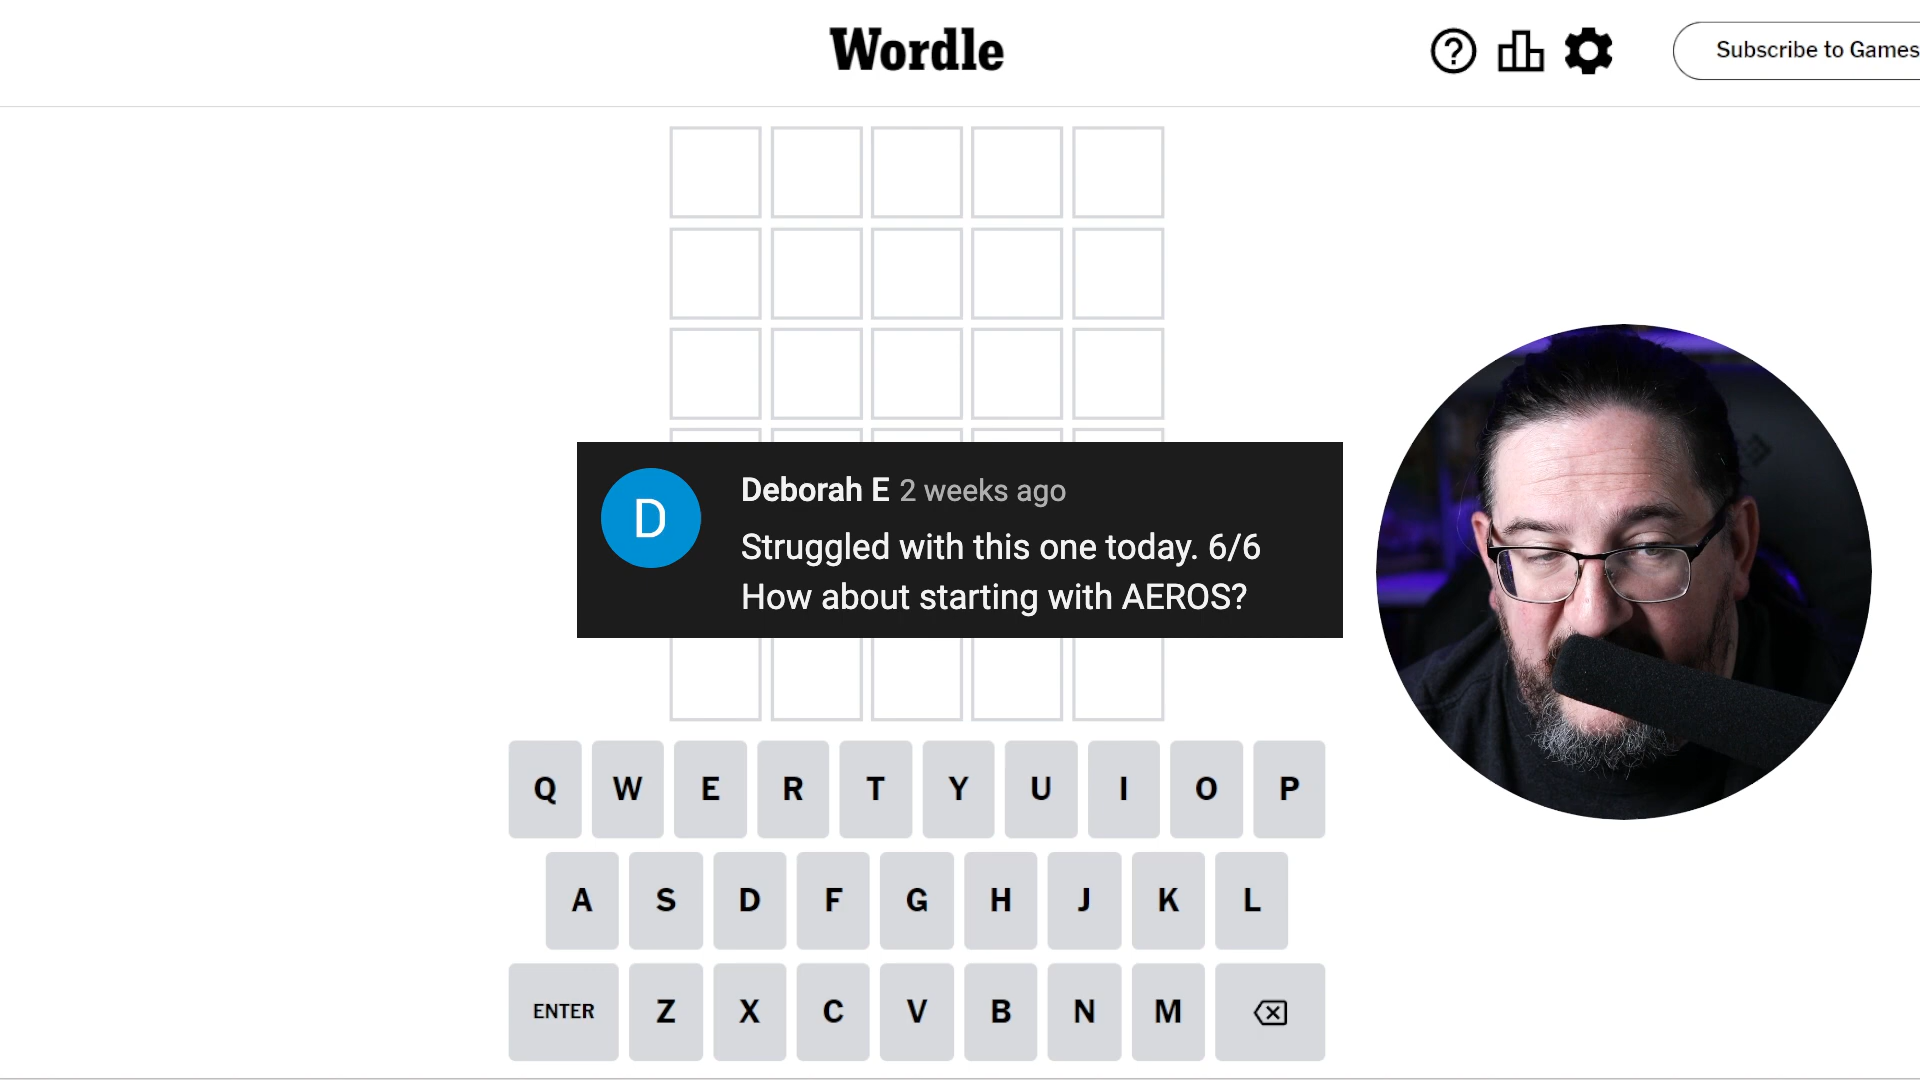 Wordle
Subscribe to Games
D
Deborah E 2 weeks ago
Struggled with this one today. 6/6
How about starting with AEROS?
Q W E R T Y U I O P
A S D F G H J K L
ENTER Z X C V B N M